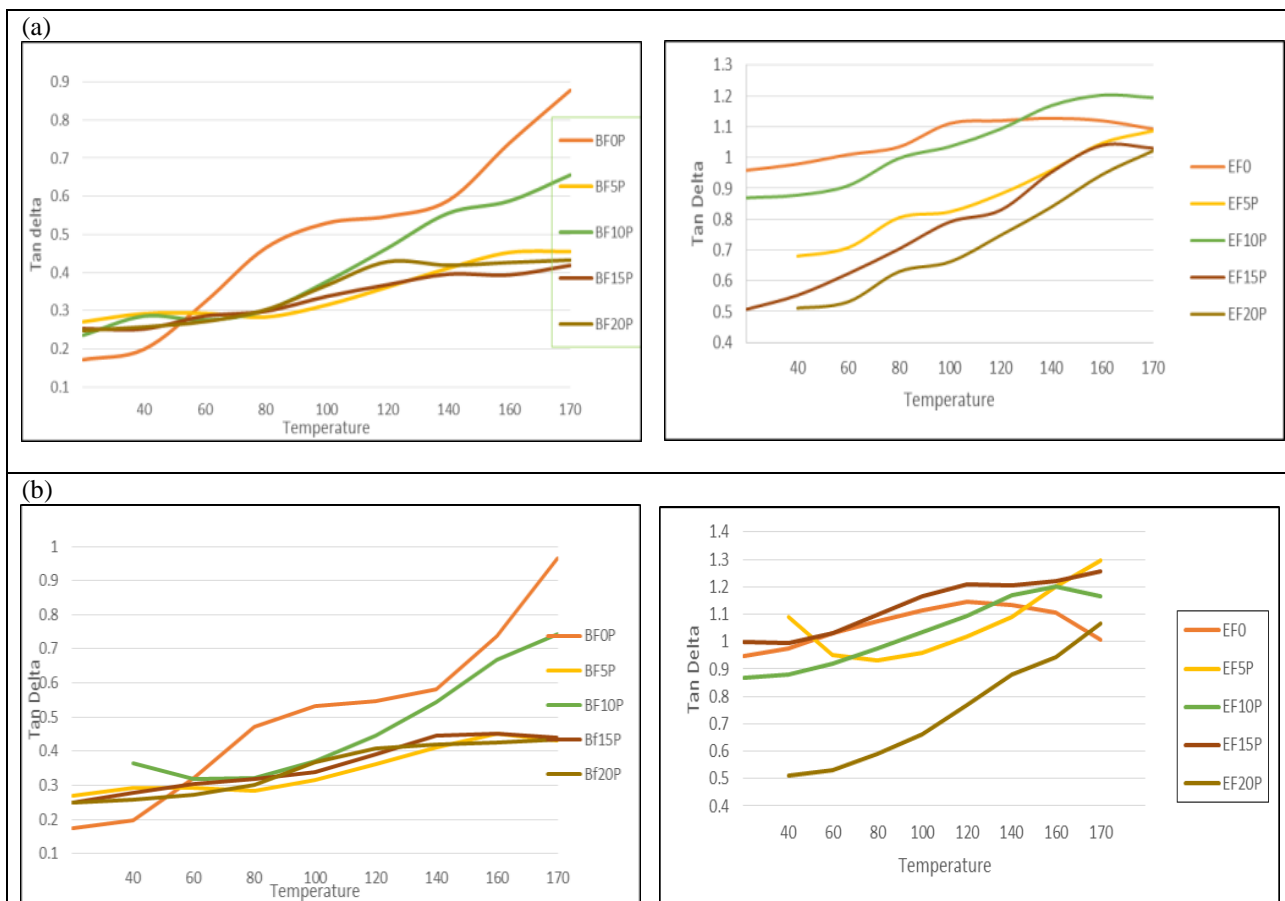 (a)
0.9
0.8
0.7
0.6
0.5
0.4
0.3
0.2
0.1
Tan delta
40 60 80 100 120 140 160 170
Temperature
BF0P
BF5P
BF10P
BF15P
BF20P
1.3
1.2
1.1
1
0.9
0.8
0.7
0.6
0.5
0.4
Tan Delta
40 60 80 100 120 140 160 170
Temperature
EF0
EF5P
EF10P
EF15P
EF20P
(b)
1
0.9
0.8
0.7
0.6
0.5
0.4
0.3
0.2
0.1
Tan Delta
40 60 80 100 120 140 160 170
Temperature
BF0P
BF5P
BF10P
Bf15P
Bf20P
1.4
1.3
1.2
1.1
1
0.9
0.8
0.7
0.6
0.5
0.4
Tan Delta
40 60 80 100 120 140 160 170
Temperature
EF0
EF5P
EF10P
EF15P
EF20P